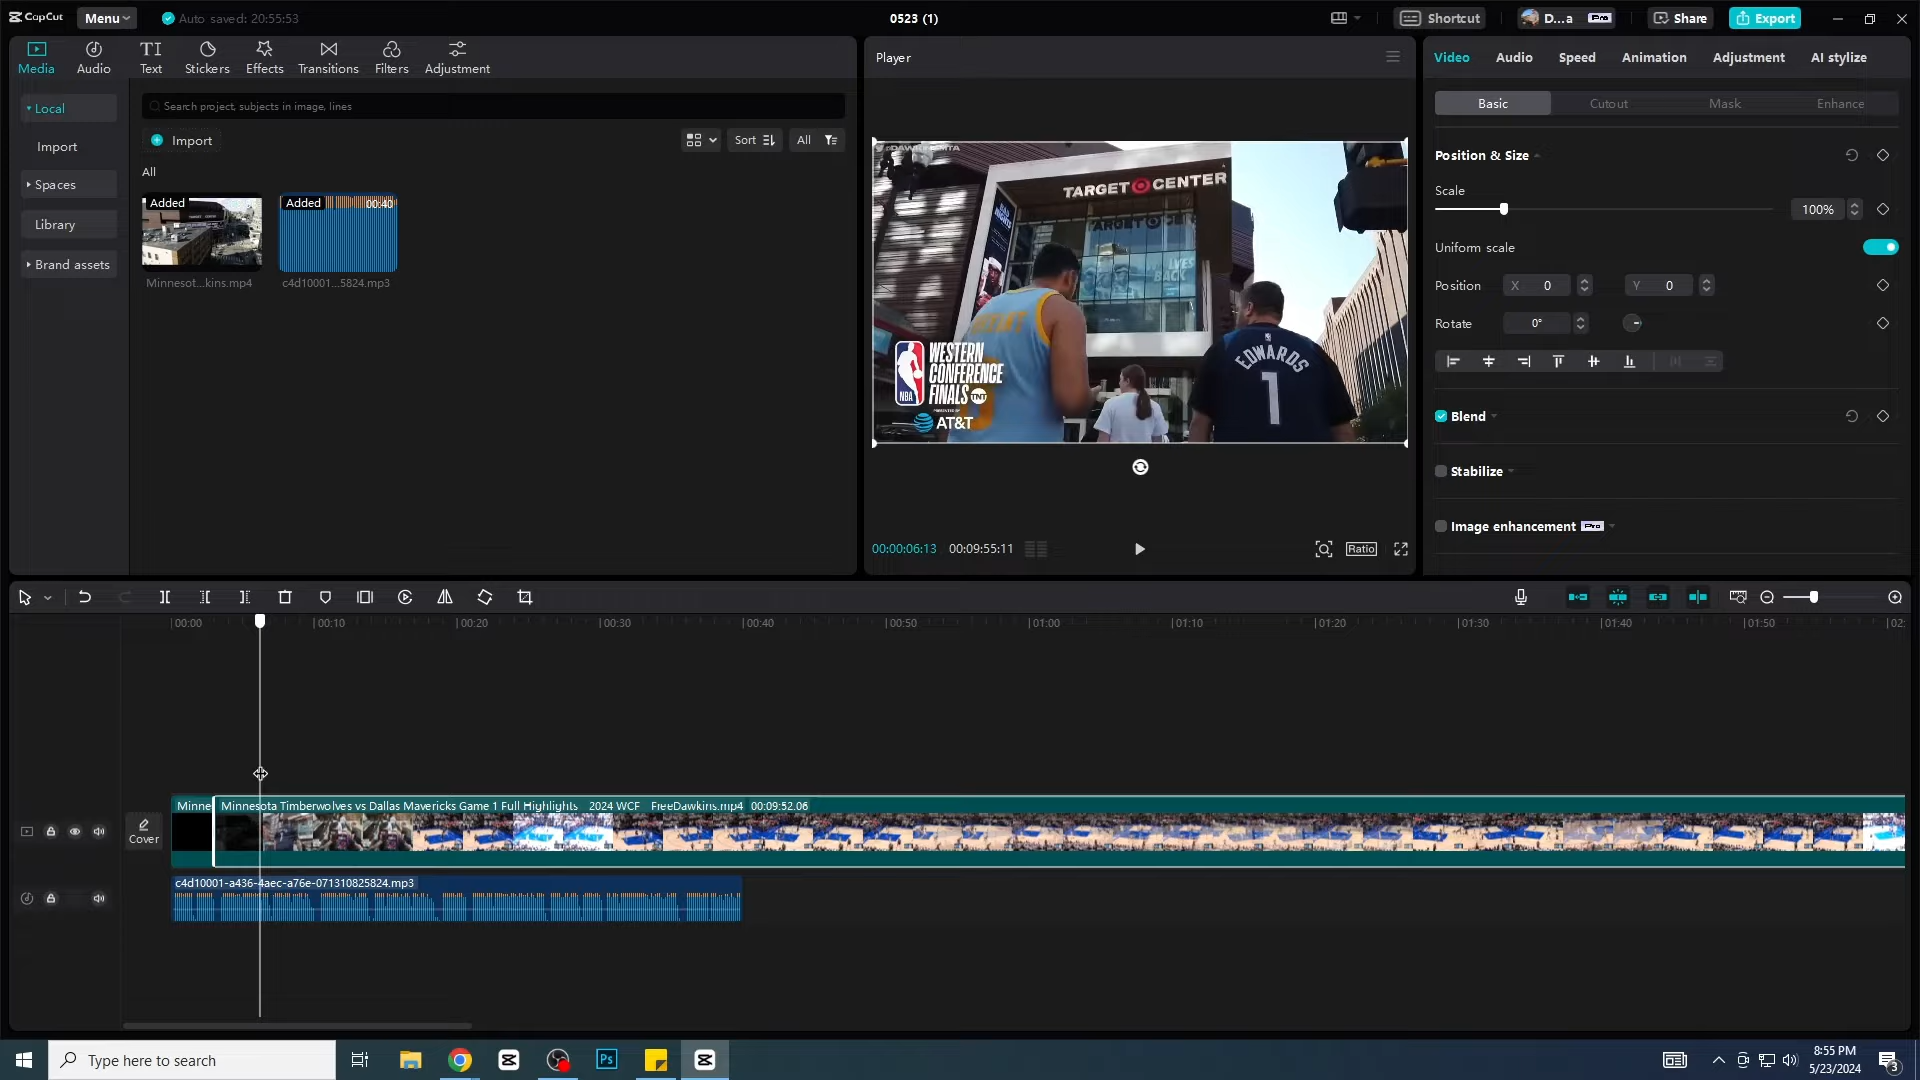 CapCut
Menu
Auto saved: 20:55:53
0523 (1)
Shortcut
D...a
Pro
Share
Export
Media
Audio
Text
Stickers
Effects
Transitions
Filters
Adjustment
Local
Import
Spaces
Library
Brand assets
Search project, subjects in image, lines
Import
Sort
All
All
Added
Minnesot...kins.mp4
Added
00:40
c4d10001...5824.mp3
Player
TARGET CENTER
WESTERN
CONFERENCE
FINALS
TNT
NBA
AT&T
EDWARDS
1
00:00:06:13
00:09:55:11
Ratio
Video
Audio
Speed
Animation
Adjustment
AI stylize
Basic
Cutout
Mask
Enhance
Position & Size
Scale
100%
Uniform scale
Position
X 0
Y 0
Rotate
0°
Blend
Stabilize
Image enhancement
Pro
00:00
00:10
00:20
00:30
00:40
00:50
01:00
01:10
01:20
01:30
01:40
01:50
02:
Cover
Minne
Minnesota Timberwolves vs Dallas Mavericks Game 1 Full Highlights 2024 WCF FreeDawkins.mp4 00:09:52:06
c4d10001-a436-4aec-a76e-071310825824.mp3
Type here to search
Ps
8:55 PM
5/23/2024
3